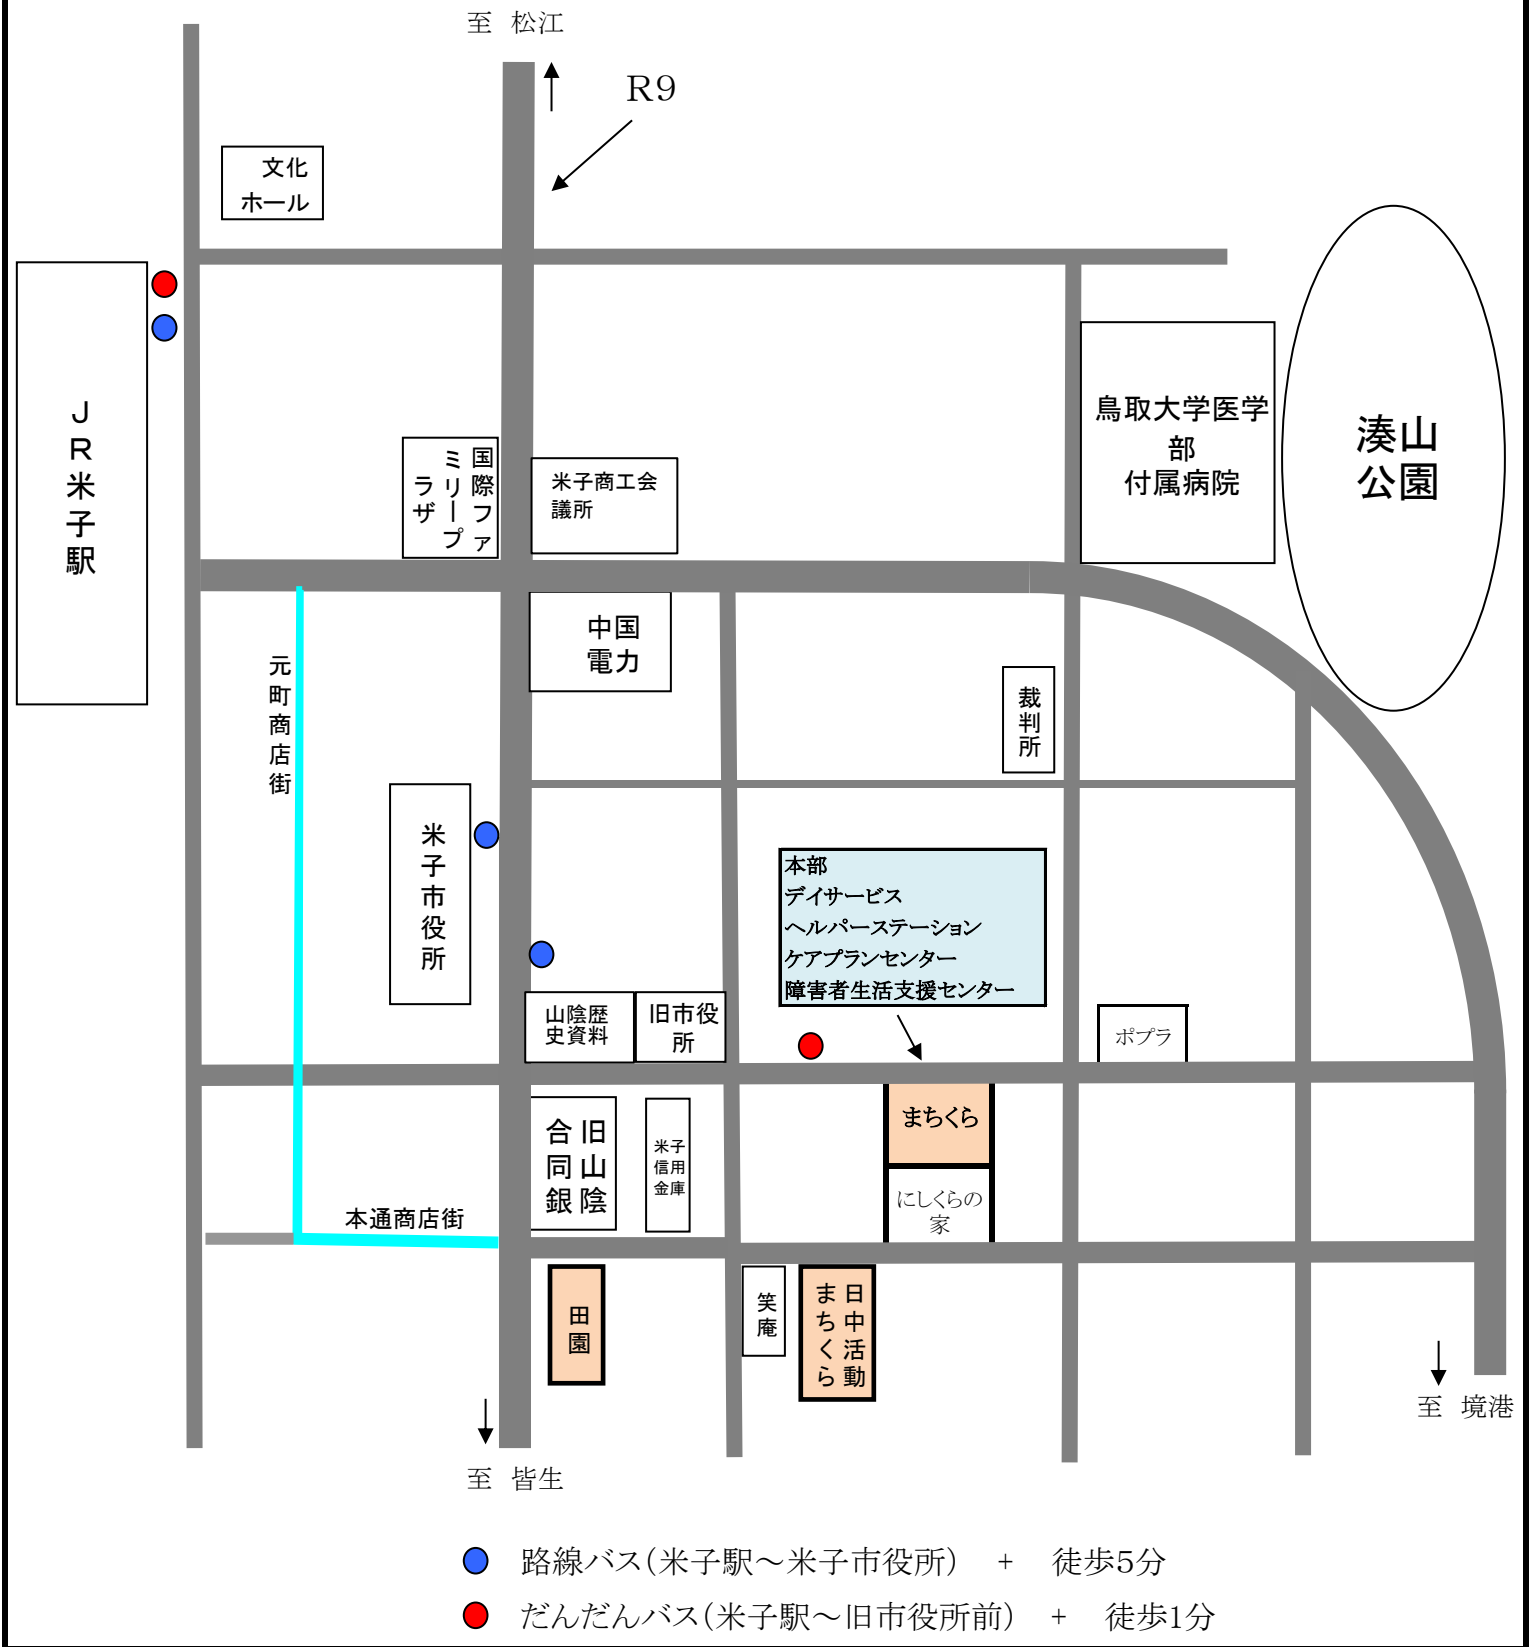 至 松江
R9
文化
ホール
JR米子駅
国際ファ
ミリープ
ラザ
米子商工会
議所
鳥取大学医学
部
付属病院
湊山
公園
中国
電力
元町商店街
裁判所
米子市役所
本部
デイサービス
ヘルパーステーション
ケアプランセンター
障害者生活支援センター
山陰歴
史資料
旧市役
所
ポプラ
旧山陰
合同銀
米子
信用
金庫
まちくら
にしくらの
家
本通商店街
田園
笑庵
日中活動
まちくら
至 境港
至 皆生
路線バス(米子駅～米子市役所) + 徒歩5分
だんだんバス(米子駅～旧市役所前) + 徒歩1分